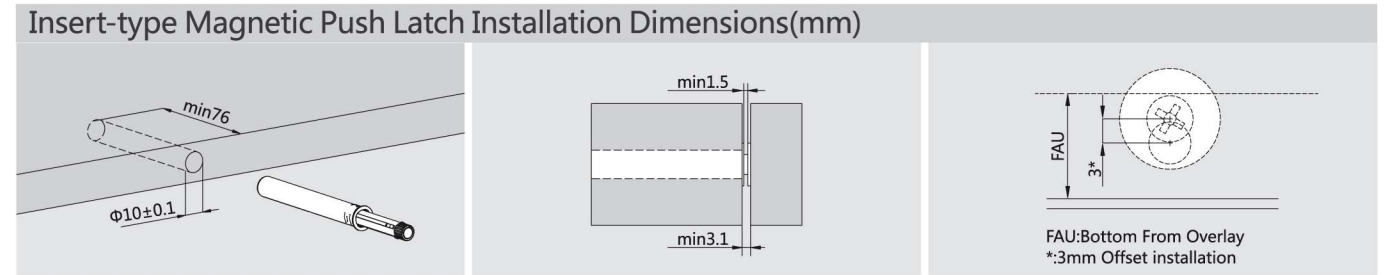 Insert-type Magnetic Push Latch Installation Dimensions(mm)
min76
Φ10±0.1
min1.5
min3.1
FAU
3*
FAU:Bottom From Overlay
*:3mm Offset installation